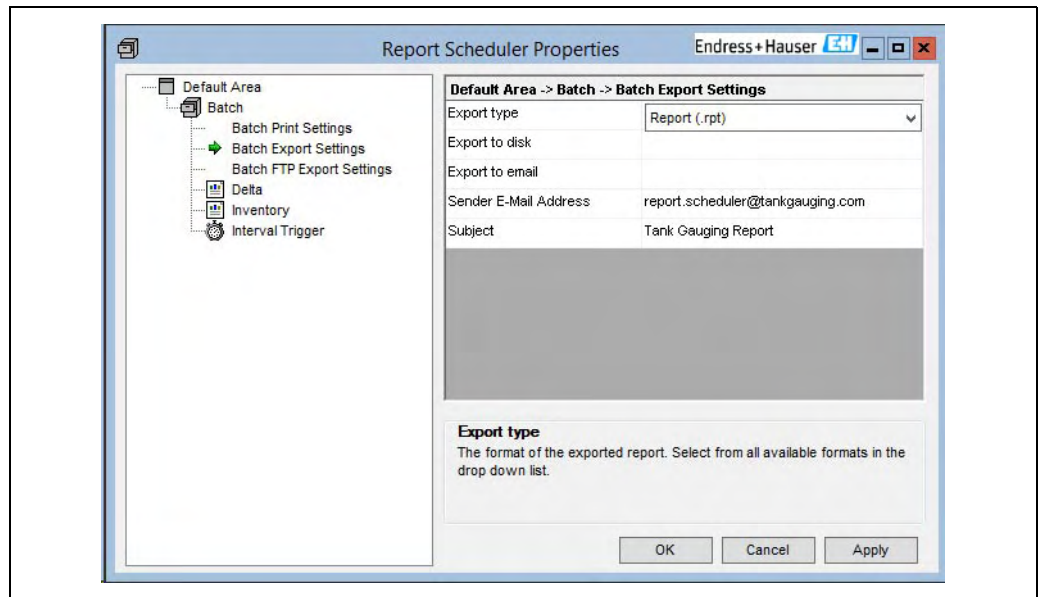 Report Scheduler Properties
Endress+Hauser EH
Default Area
Batch
Batch Print Settings
Batch Export Settings
Batch FTP Export Settings
Delta
Inventory
Interval Trigger
Default Area -> Batch -> Batch Export Settings
Export type Report (.rpt)
Export to disk
Export to email
Sender E-Mail Address report.scheduler@tankgauging.com
Subject Tank Gauging Report
Export type
The format of the exported report. Select from all available formats in the
drop down list.
OK Cancel Apply